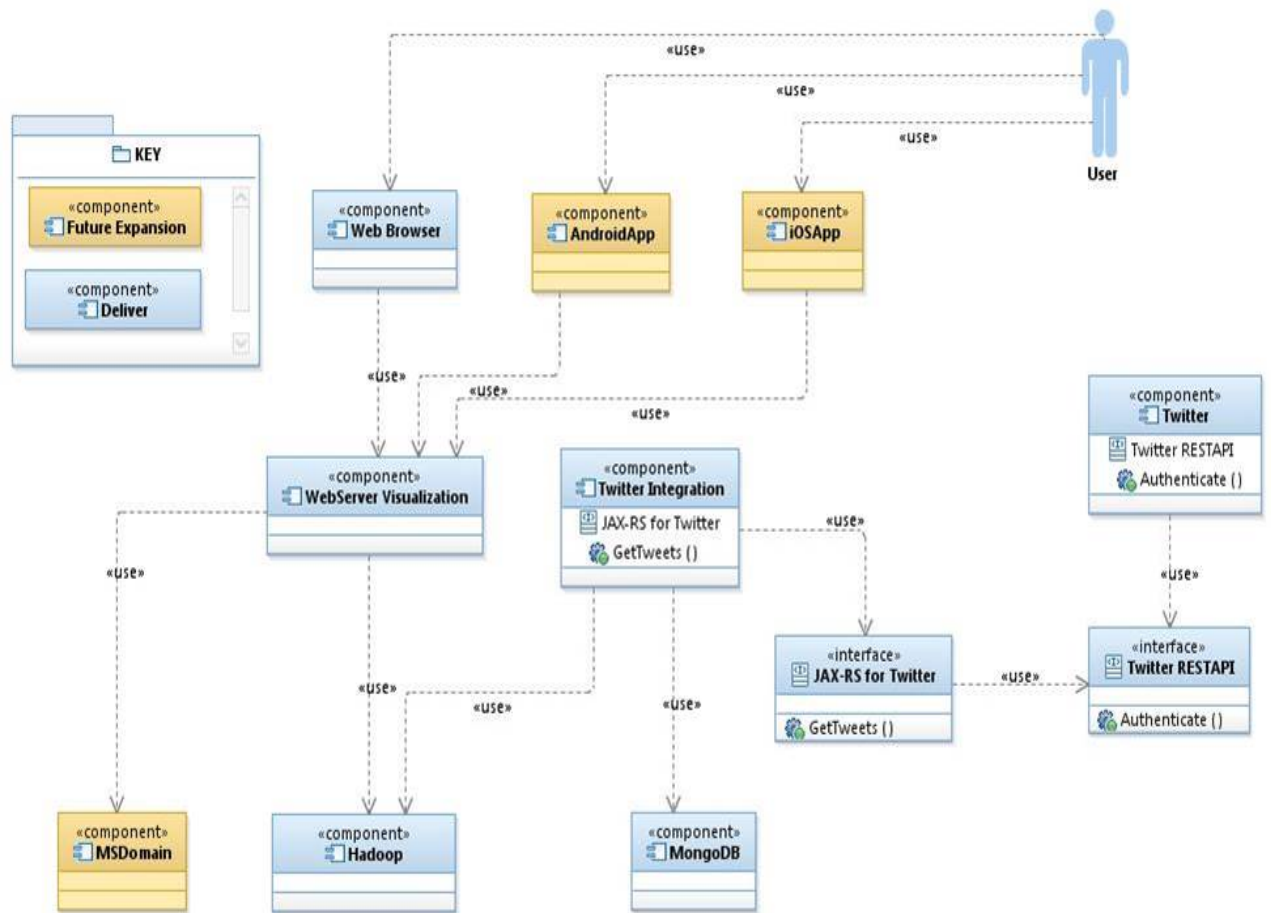 «use»
«use»
«use»
User
KEY
«component»
Future Expansion
«component»
Deliver
«component»
Web Browser
«component»
AndroidApp
«component»
iOSApp
«use»
«use»
«use»
«component»
Twitter
Twitter RESTAPI
Authenticate ()
«component»
WebServer Visualization
«component»
Twitter Integration
JAX-RS for Twitter
GetTweets ()
«use»
«use»
«use»
«use»
«use»
«use»
«interface»
JAX-RS for Twitter
GetTweets ()
«use»
«interface»
Twitter RESTAPI
Authenticate ()
«component»
MSDomain
«component»
Hadoop
«component»
MongoDB